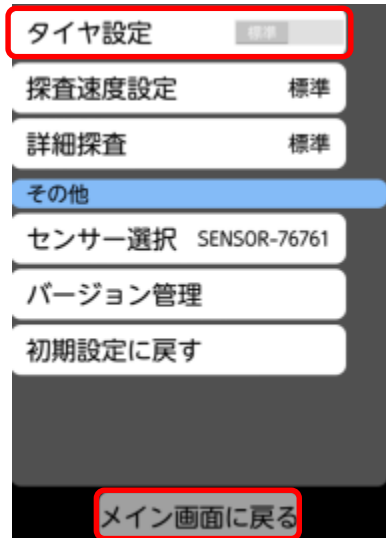 タイヤ設定 標準
探査速度設定 標準
詳細探査 標準
その他
センサー選択 SENSOR-76761
バージョン管理
初期設定に戻す
メイン画面に戻る